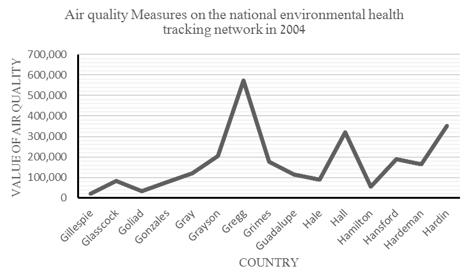 Air quality Measures on the national environmental health
tracking network in 2004
VALUE OF AIR QUALITY
700,000
600,000
500,000
400,000
300,000
200,000
100,000
0
Gillespie
Glasscock
Goliad
Gonzales
Gray
Grayson
Gregg
Grimes
Guadalupe
Hale
Hall
Hamilton
Hansford
Hardeman
Hardin
COUNTRY